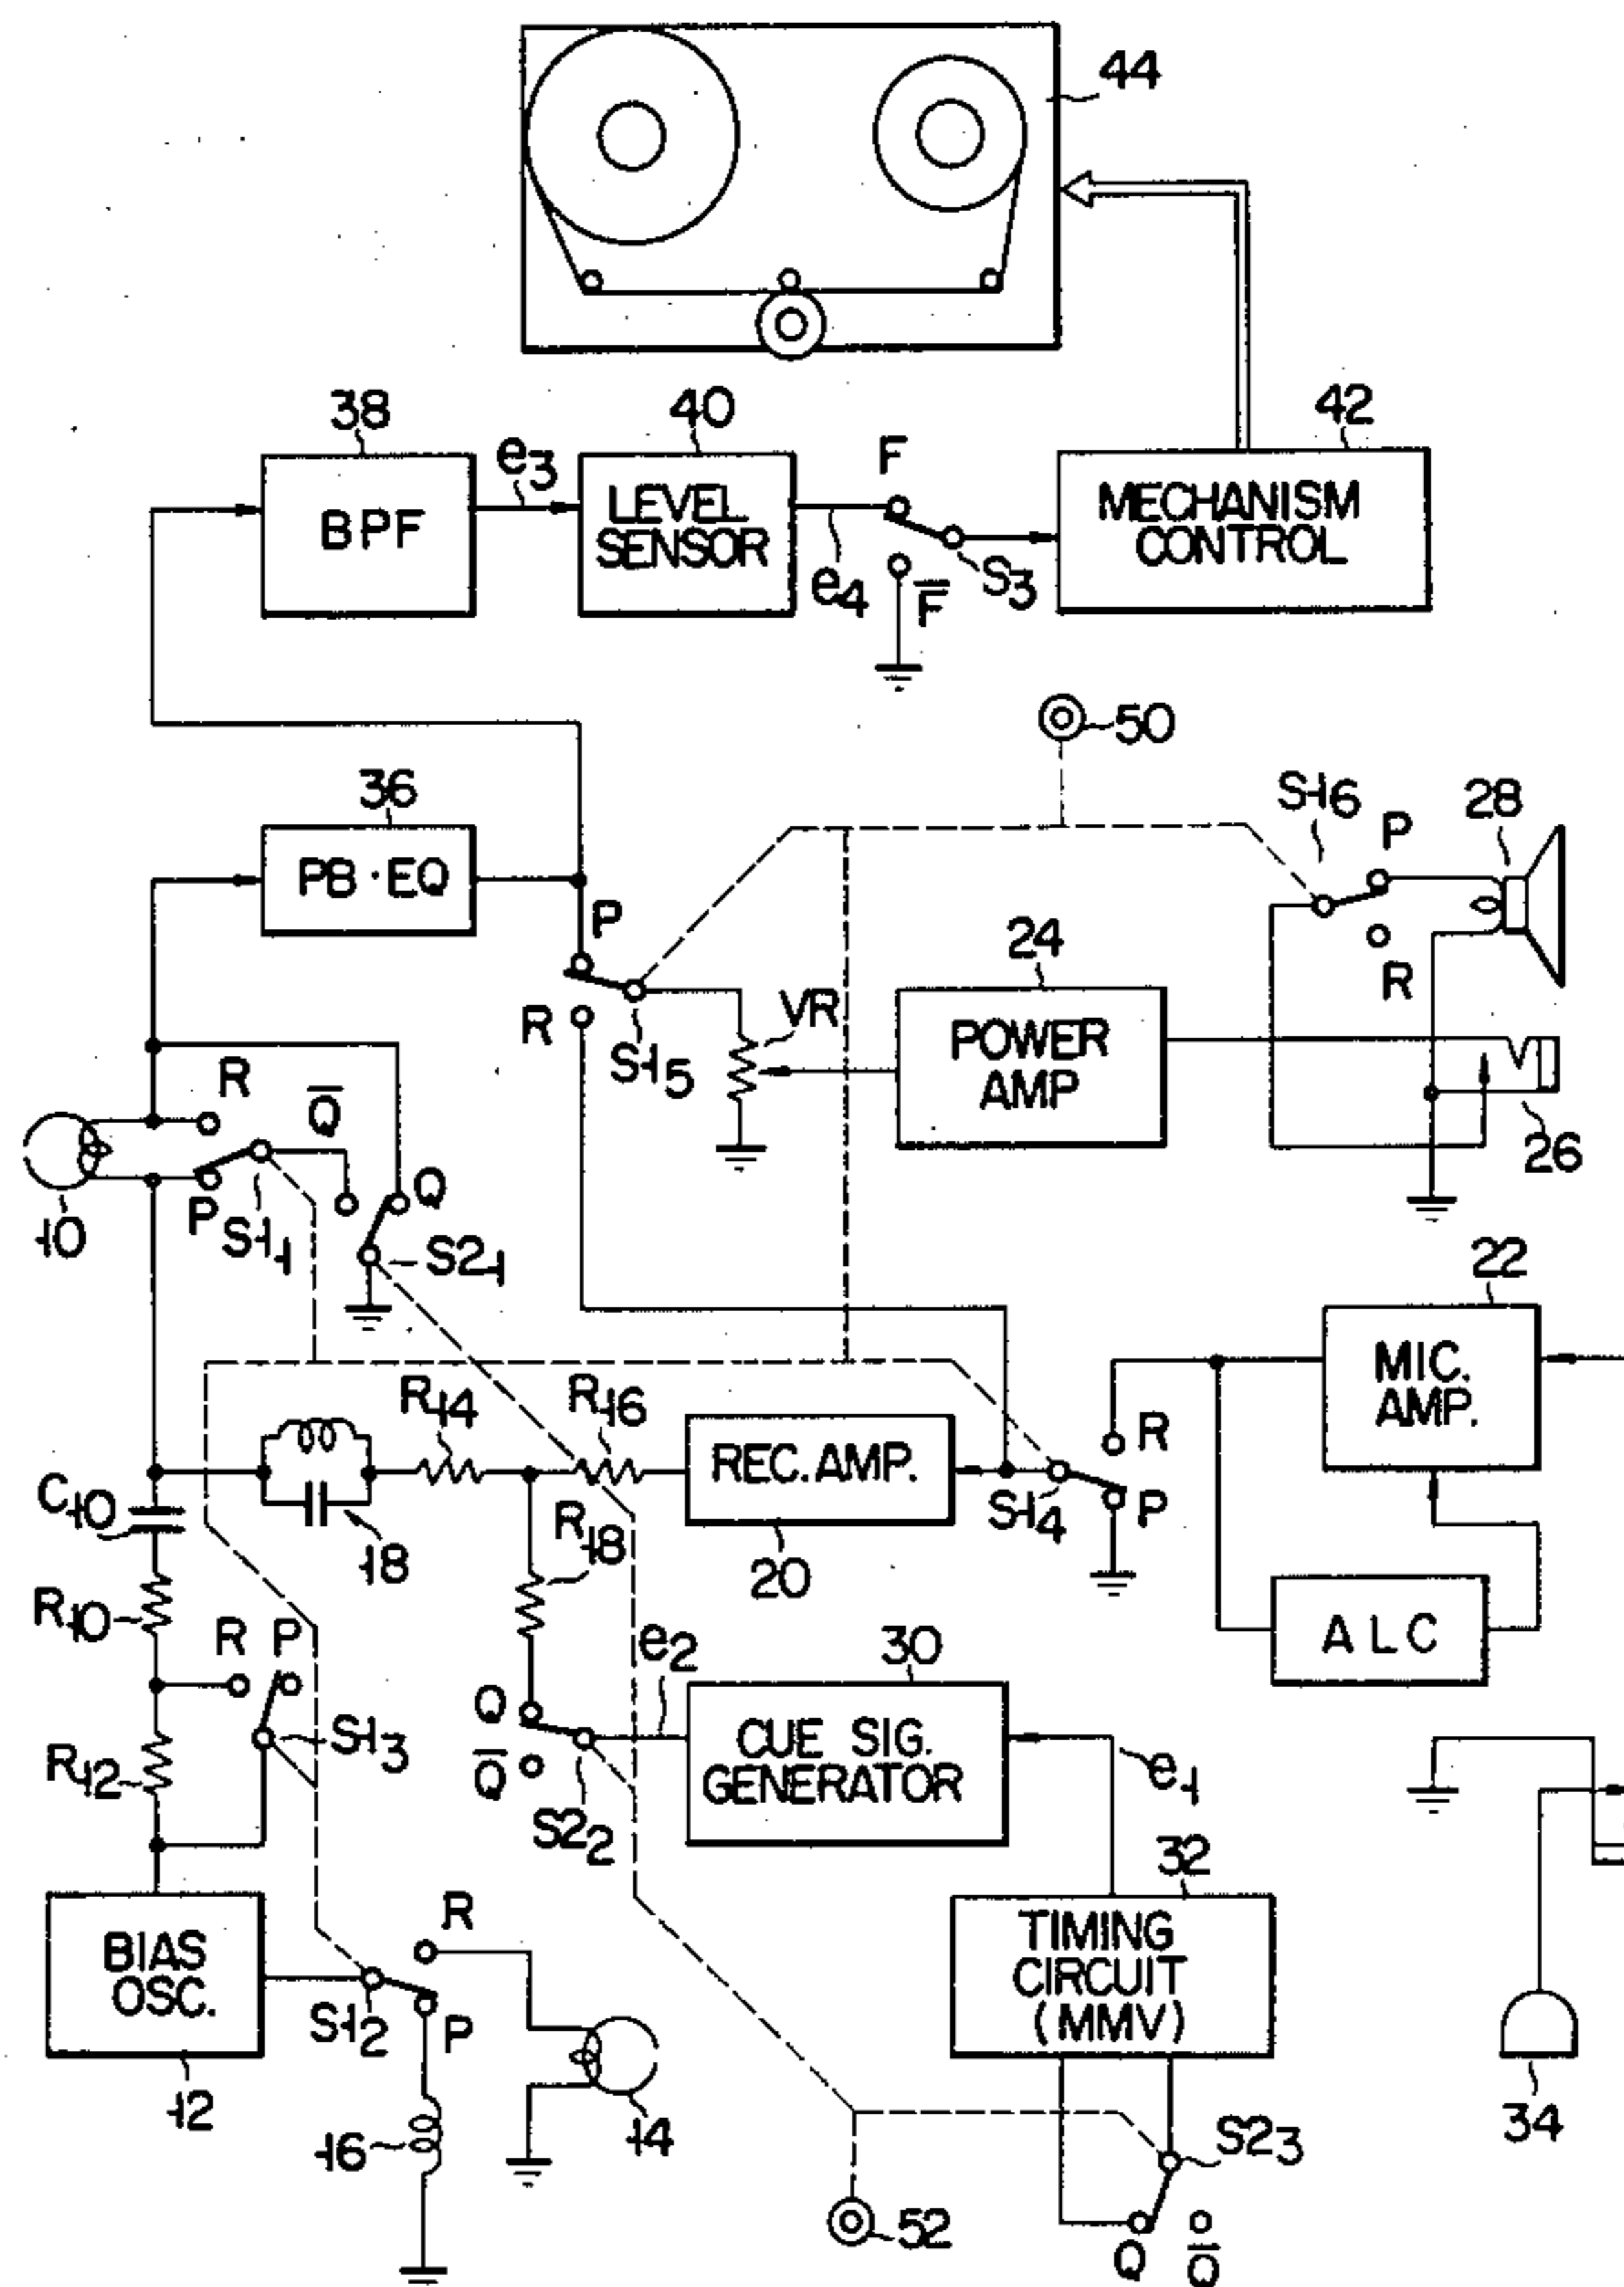 44
38
40
42
e3
F
BPF
LEVEL
SENSOR
MECHANISM
CONTROL
e4
F̅
S3
50
36
S16
P
28
PB·EQ
P
24
R
VR
R
S15
POWER
AMP
R
Q̅
26
10
P
S11
Q
S21
22
MIC.
AMP.
R14
R16
R
REC. AMP.
C10
S14
P
18
R18
20
R10
R
P
e2
30
ALC
Q
S13
CUE SIG.
GENERATOR
R12
Q̅
e1
S22
32
R
BIAS
OSC.
TIMING
CIRCUIT
(MMV)
S12
P
12
16
14
34
S23
52
Q
Q̅